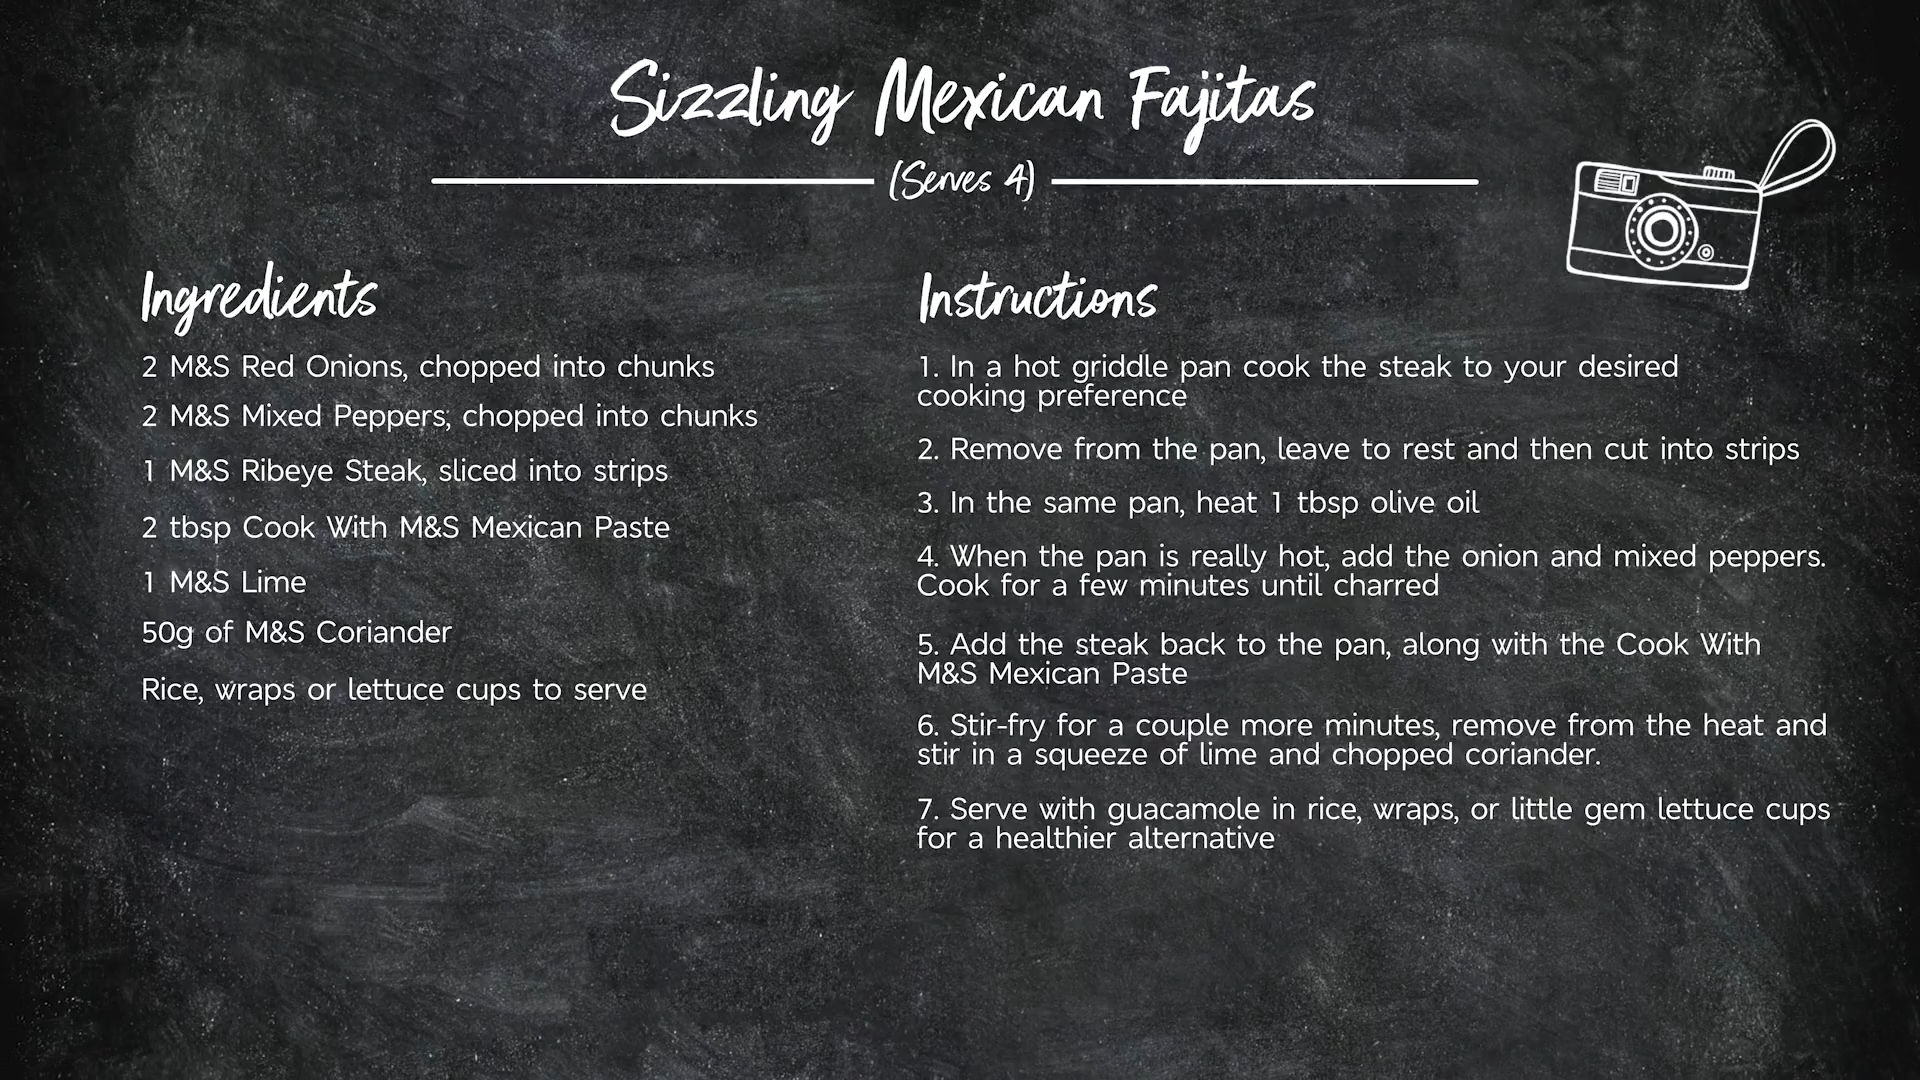 Sizzling Mexican Fajitas
(Serves 4)
Ingredients
2 M&S Red Onions, chopped into chunks
2 M&S Mixed Peppers, chopped into chunks
1 M&S Ribeye Steak, sliced into strips
2 tbsp Cook With M&S Mexican Paste
1 M&S Lime
50g of M&S Coriander
Rice, wraps or lettuce cups to serve
Instructions
1. In a hot griddle pan cook the steak to your desired
cooking preference
2. Remove from the pan, leave to rest and then cut into strips
3. In the same pan, heat 1 tbsp olive oil
4. When the pan is really hot, add the onion and mixed peppers.
Cook for a few minutes until charred
5. Add the steak back to the pan, along with the Cook With
M&S Mexican Paste
6. Stir-fry for a couple more minutes, remove from the heat and
stir in a squeeze of lime and chopped coriander.
7. Serve with guacamole in rice, wraps, or little gem lettuce cups
for a healthier alternative